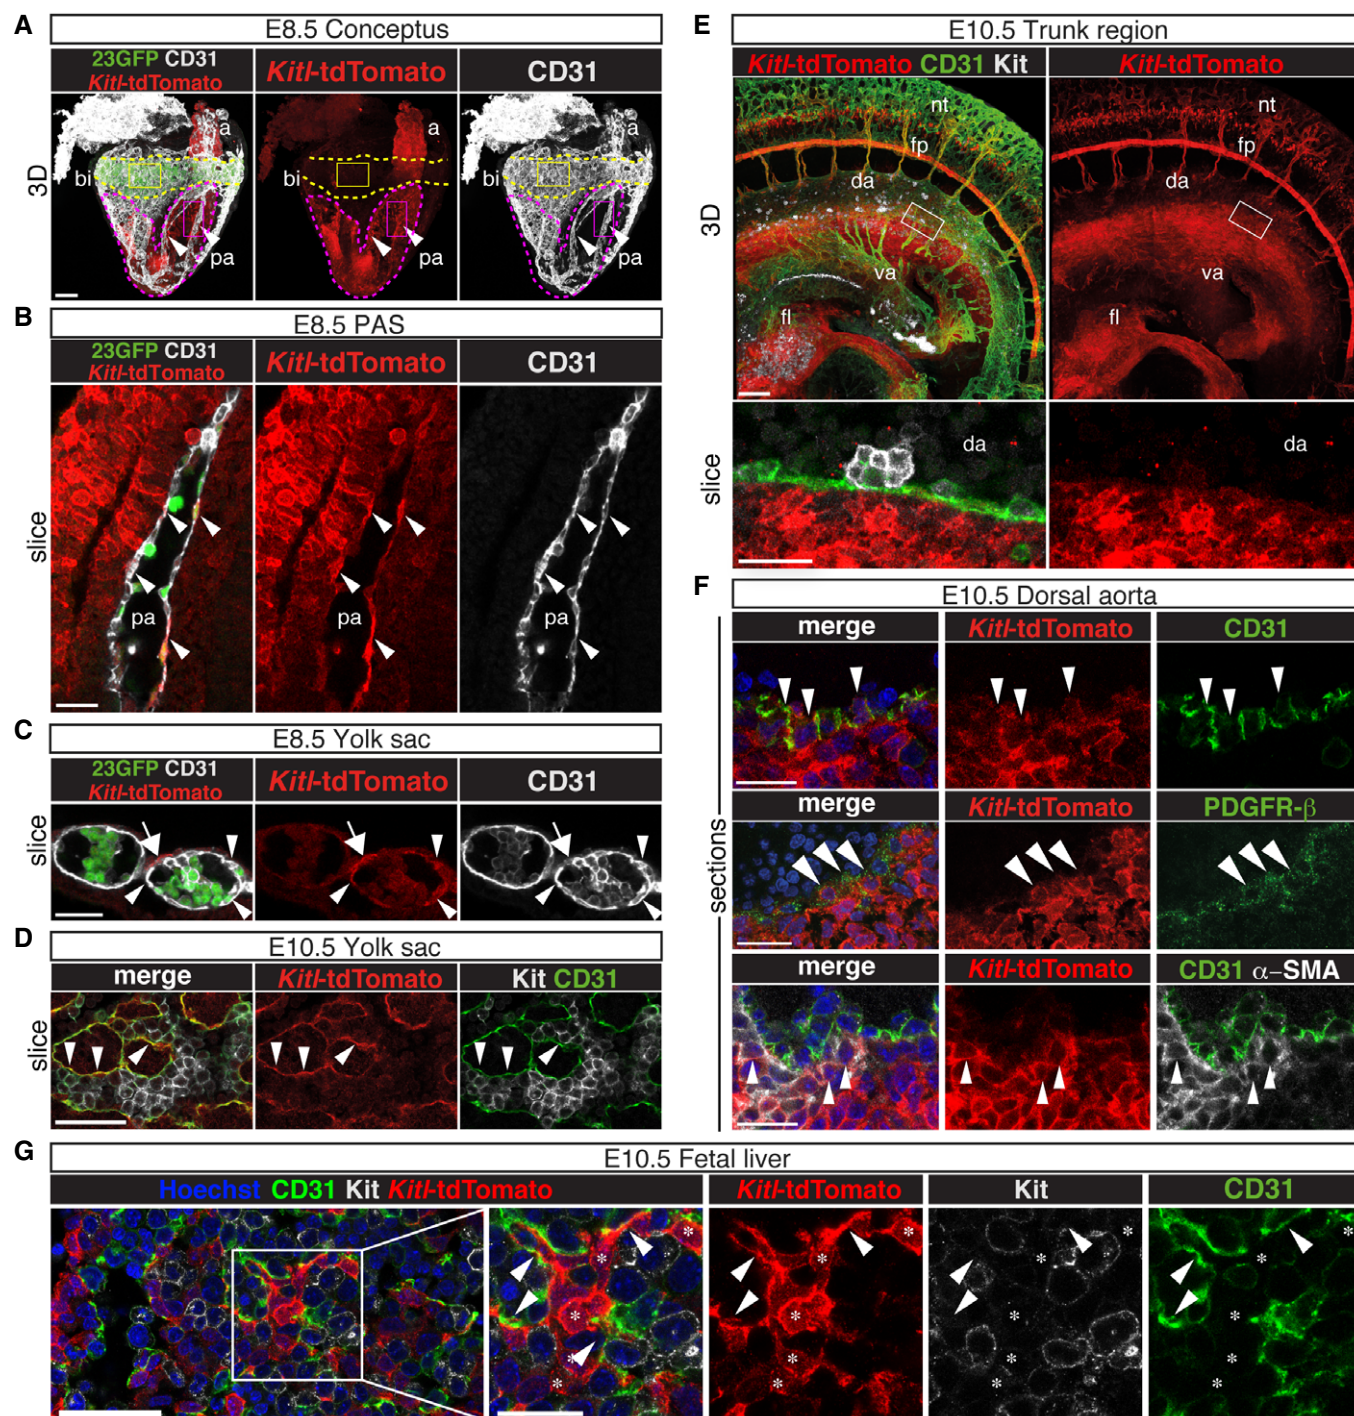 A
E8.5 Conceptus
23GFP CD31
Kitl-tdTomato
Kitl-tdTomato
CD31
3D
a
bi
pa
a
bi
pa
a
bi
pa
B
E8.5 PAS
23GFP CD31
Kitl-tdTomato
Kitl-tdTomato
CD31
slice
pa
pa
pa
C
E8.5 Yolk sac
23GFP CD31
Kitl-tdTomato
Kitl-tdTomato
CD31
slice
D
E10.5 Yolk sac
merge
Kitl-tdTomato
Kit CD31
slice
E
E10.5 Trunk region
Kitl-tdTomato CD31 Kit
Kitl-tdTomato
3D
nt
fp
da
va
fl
nt
fp
da
va
fl
slice
da
da
F
E10.5 Dorsal aorta
sections
merge
Kitl-tdTomato
CD31
merge
Kitl-tdTomato
PDGFR-β
merge
Kitl-tdTomato
CD31 α-SMA
G
E10.5 Fetal liver
Hoechst CD31 Kit Kitl-tdTomato
Kitl-tdTomato
Kit
CD31
* * * * *
* * * * *
* * * * *
* * * * *